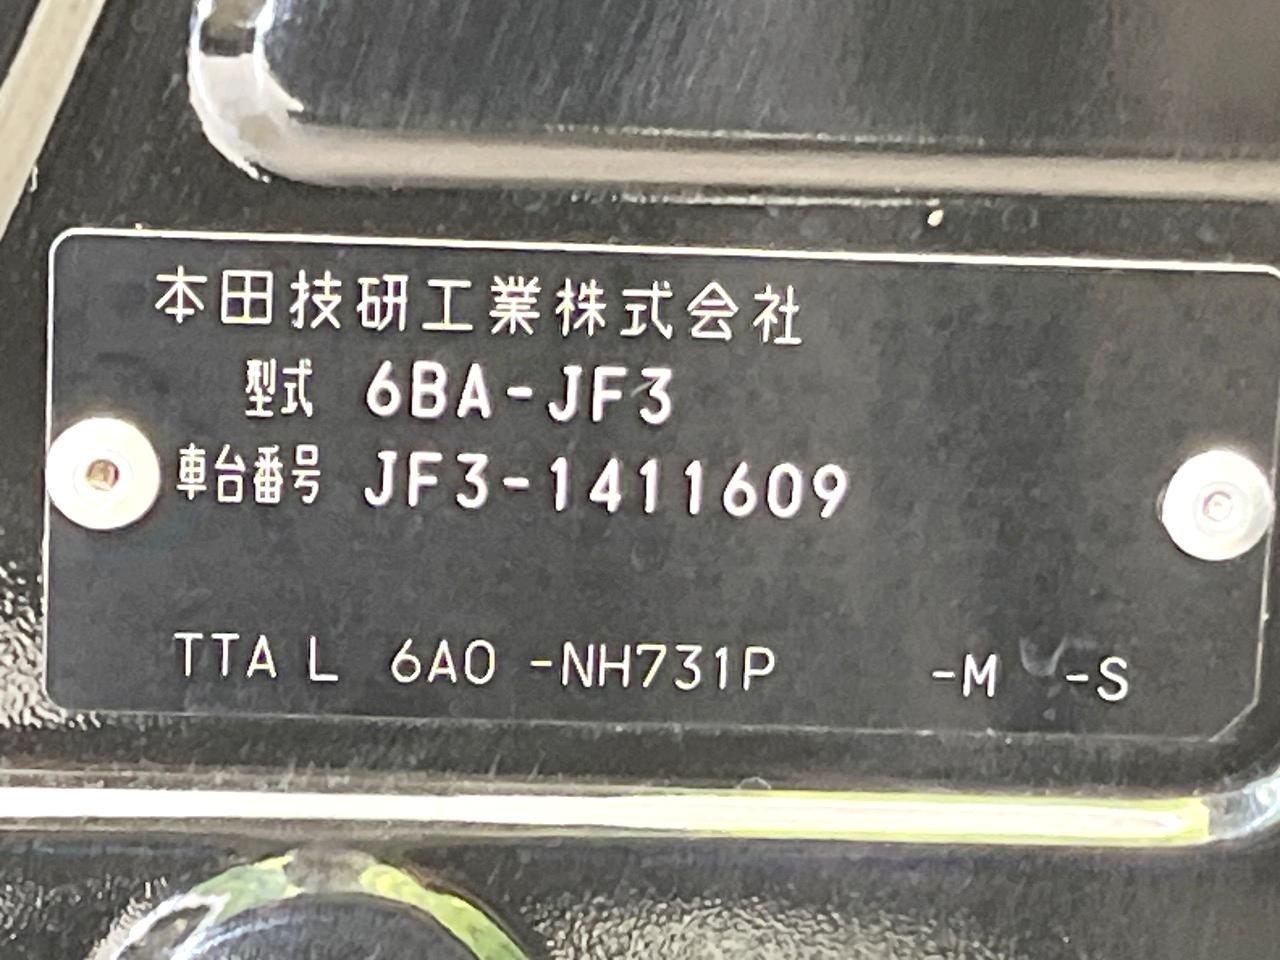 本田技研工業株式会社
型式 6BA-JF3
車台番号 JF3-1411609
TTA L 6A0 -NH731P -M -S